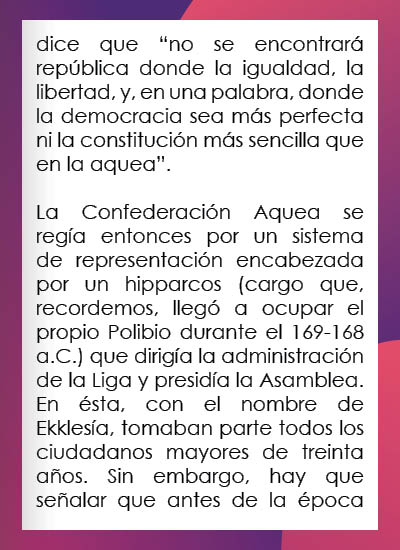 dice que “no se encontrará
república donde la igualdad, la
libertad, y, en una palabra, donde
la democracia sea más perfecta
ni la constitución más sencilla que
en la aquea”.
La Confederación Aquea se
regía entonces por un sistema
de representación encabezada
por un hipparcos (cargo que,
recordemos, llegó a ocupar el
propio Polibio durante el 169-168
a.C.) que dirigía la administración
de la Liga y presidía la Asamblea.
En ésta, con el nombre de
Ekklesía, tomaban parte todos los
ciudadanos mayores de treinta
años. Sin embargo, hay que
señalar que antes de la época